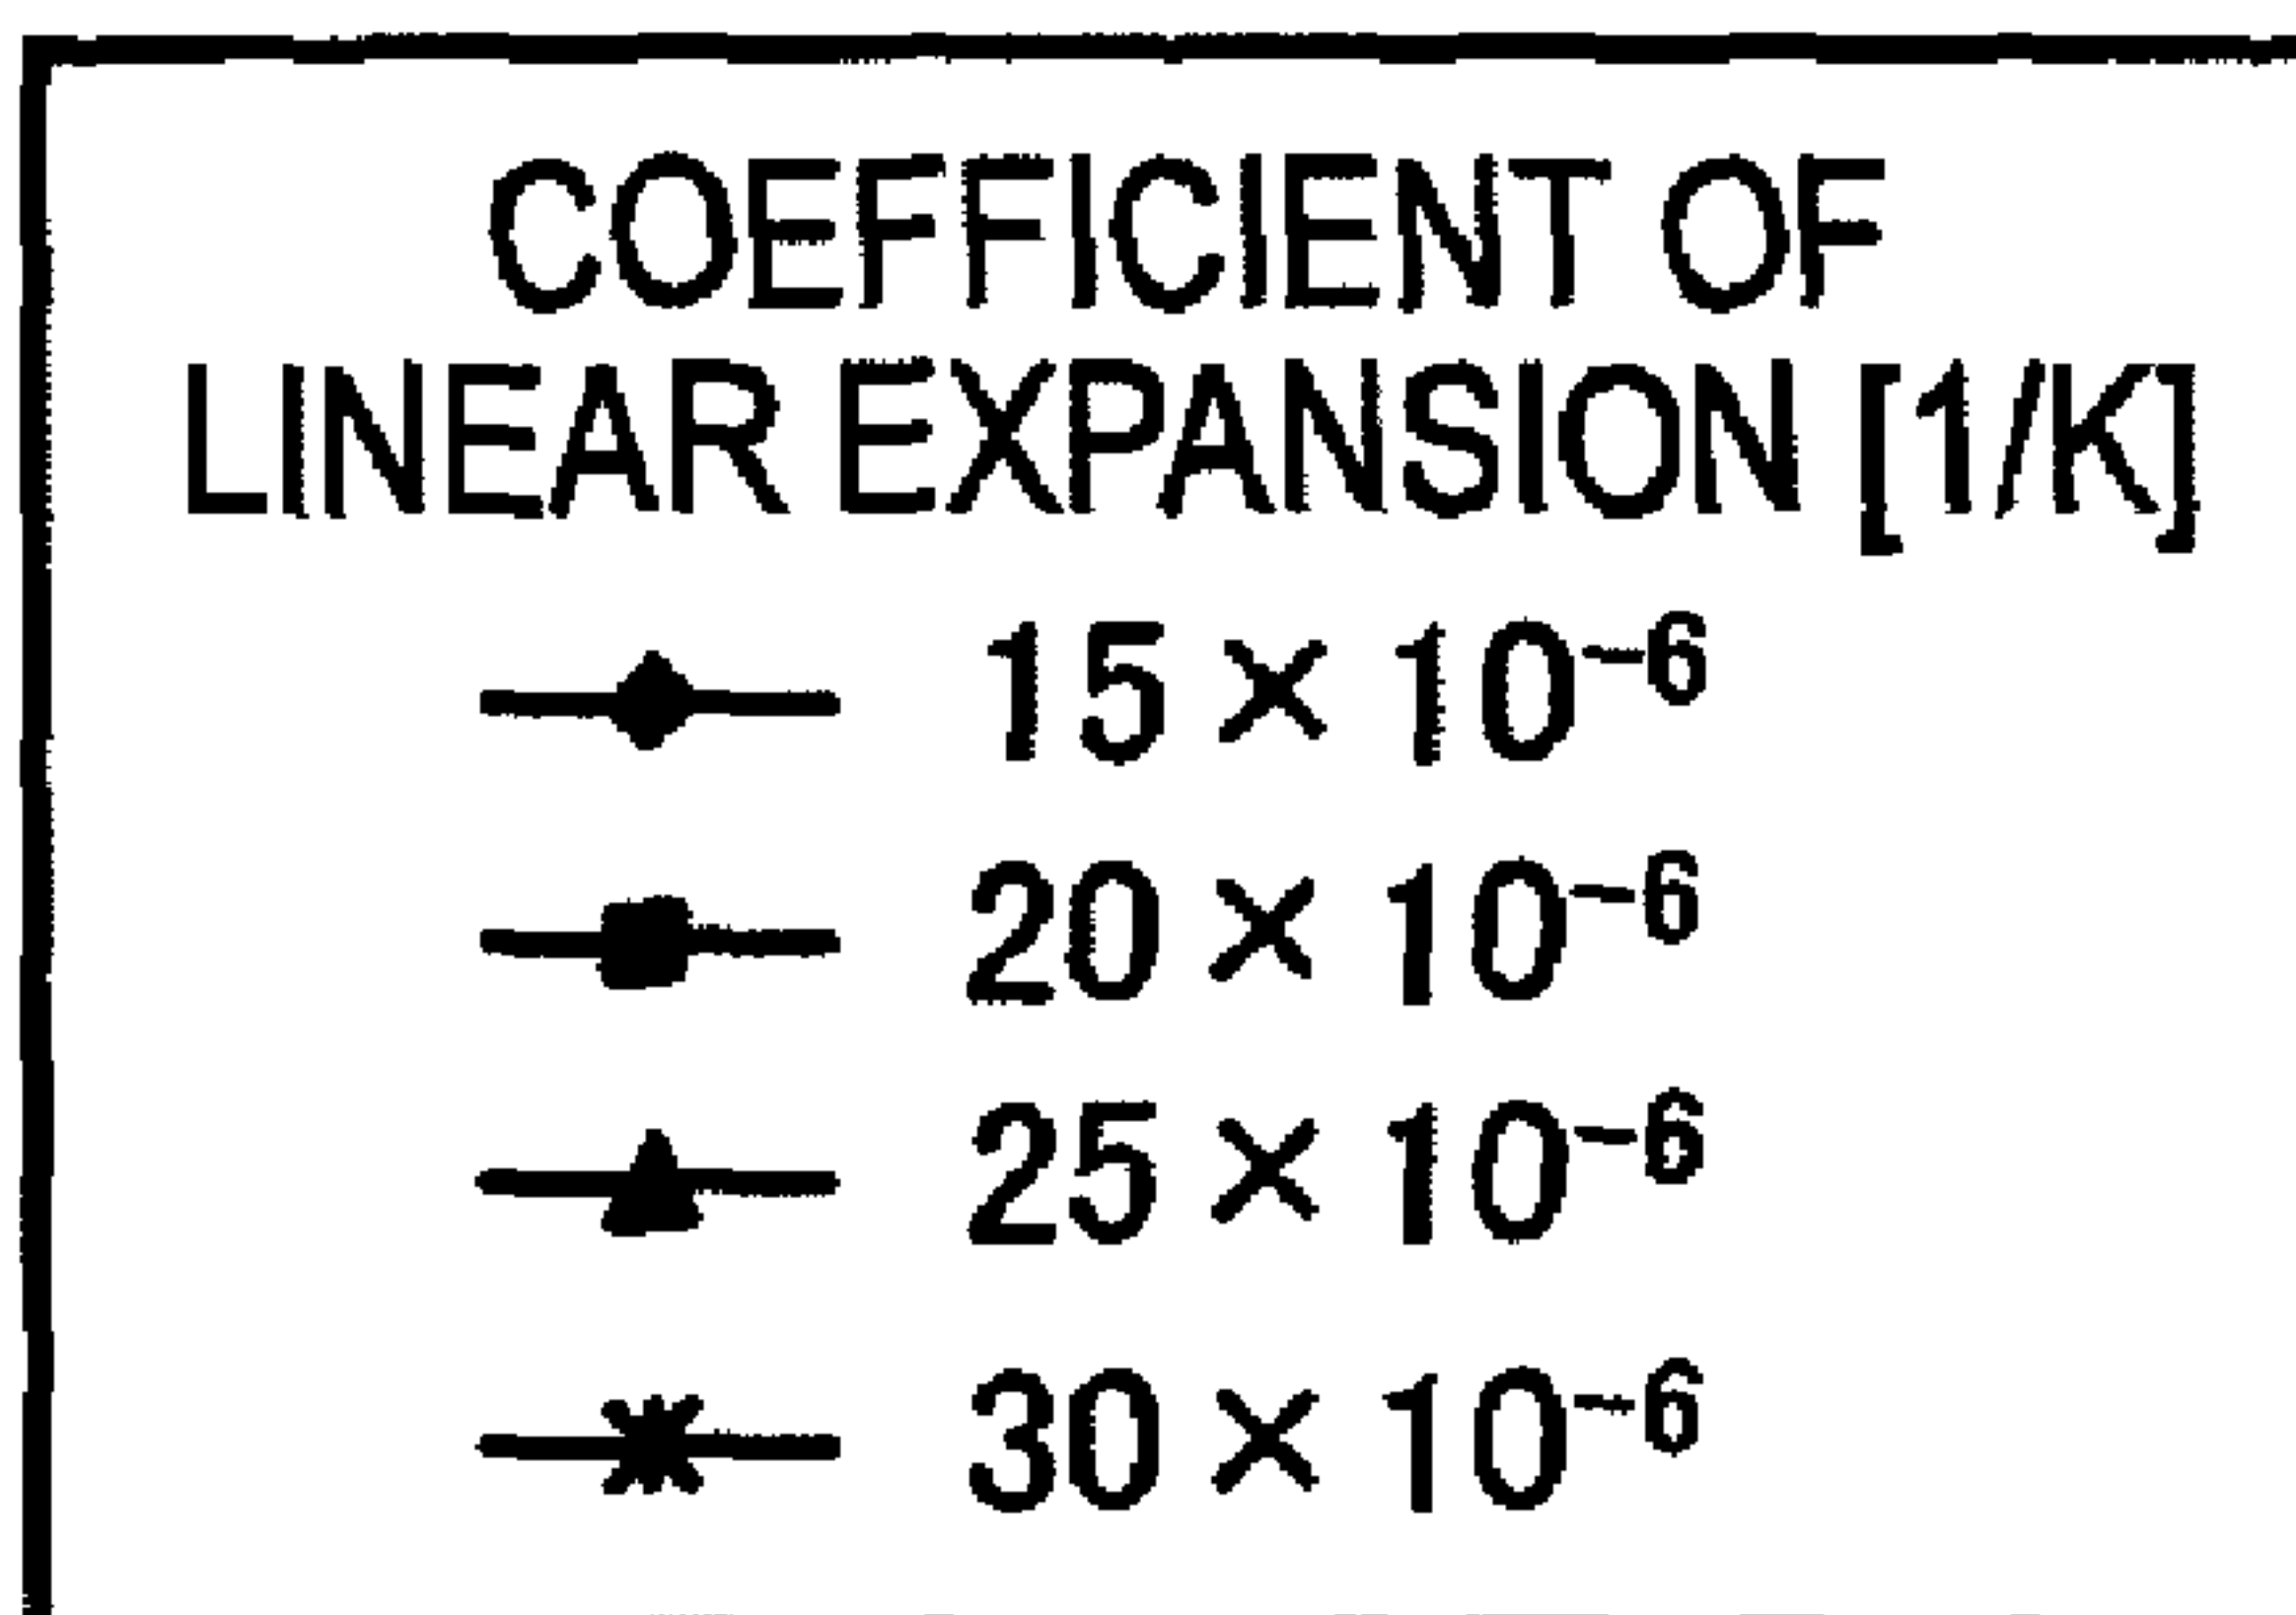 COEFFICIENT OF
LINEAR EXPANSION [1/K]
15 × 10⁻⁶
20 × 10⁻⁶
25 × 10⁻⁶
30 × 10⁻⁶